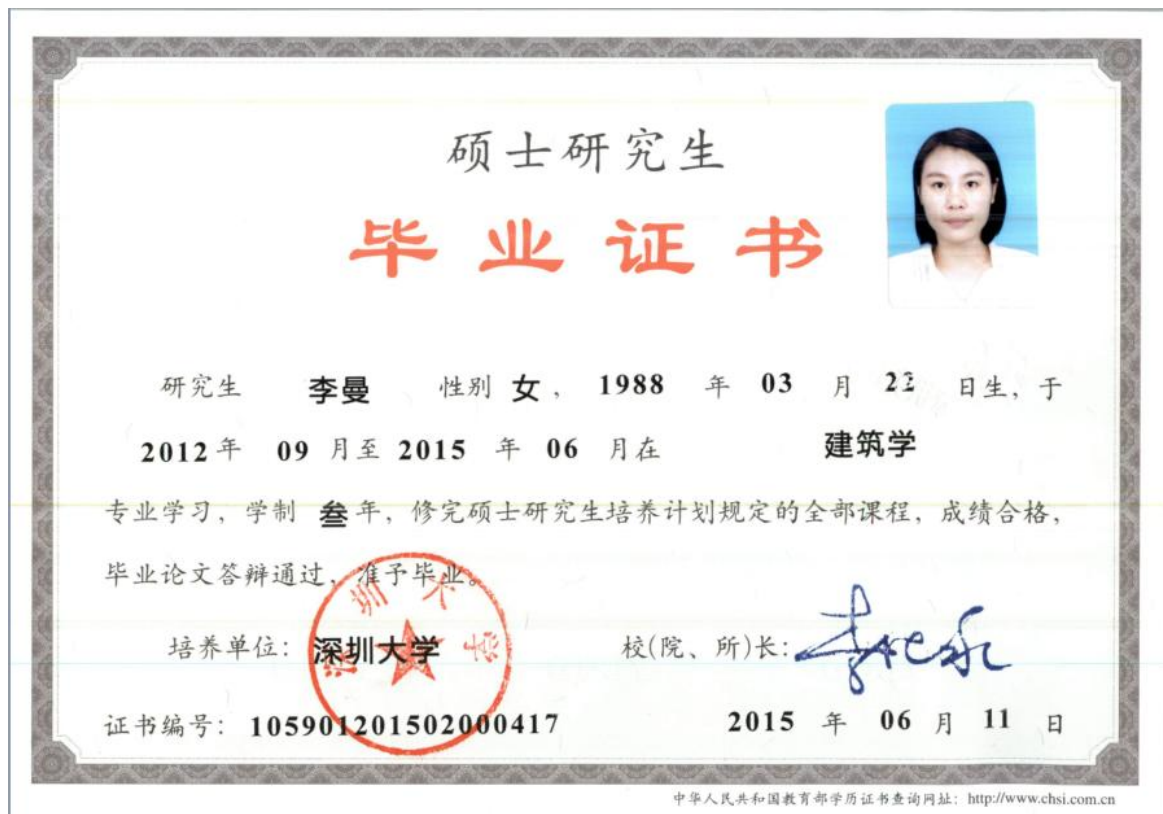 硕士研究生
毕业证书
研究生 李曼 性别 女， 1988 年 03 月 22 日生，于
2012 年 09 月至 2015 年 06 月在 建筑学
专业学习，学制 叁 年，修完硕士研究生培养计划规定的全部课程，成绩合格，
毕业论文答辩通过，准予毕业。
深圳大学
培养单位：深圳大学 校(院、所)长：
证书编号：105901201502000417 2015 年 06 月 11 日
中华人民共和国教育部学历证书查询网址：http://www.chsi.com.cn